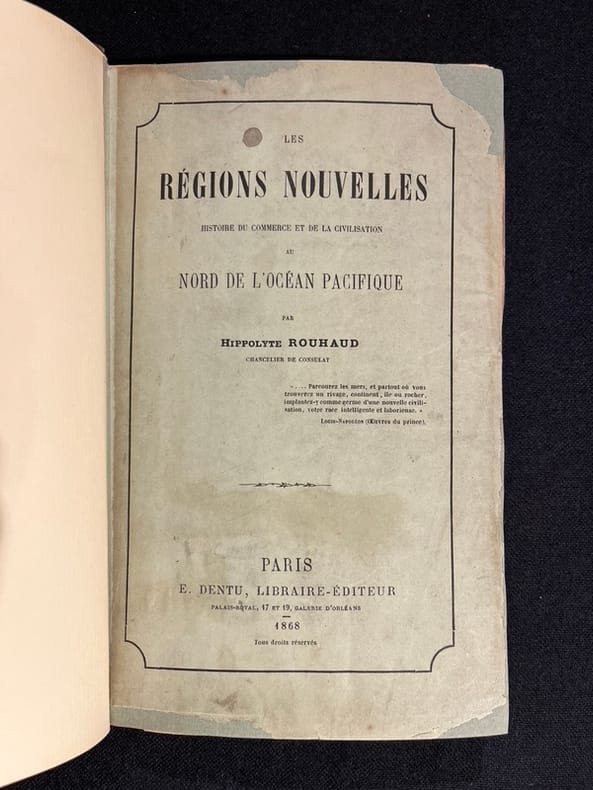 LES
RÉGIONS NOUVELLES
HISTOIRE DU COMMERCE ET DE LA CIVILISATION
AU
NORD DE L'OCÉAN PACIFIQUE
PAR
HIPPOLYTE ROUHAUD
CHANCELIER DE CONSULAT
« .... Parcourez les mers, et partout où vous
trouverez un rivage, continent, île ou rocher,
implantez-y comme germe d'une nouvelle civili-
sation, votre race intelligente et laborieuse. »
LOUIS-NAPOLÉON (Œuvres du prince).
PARIS
E. DENTU, LIBRAIRE-ÉDITEUR
PALAIS-ROYAL, 17 ET 19, GALERIE D'ORLÉANS
1868
Tous droits réservés